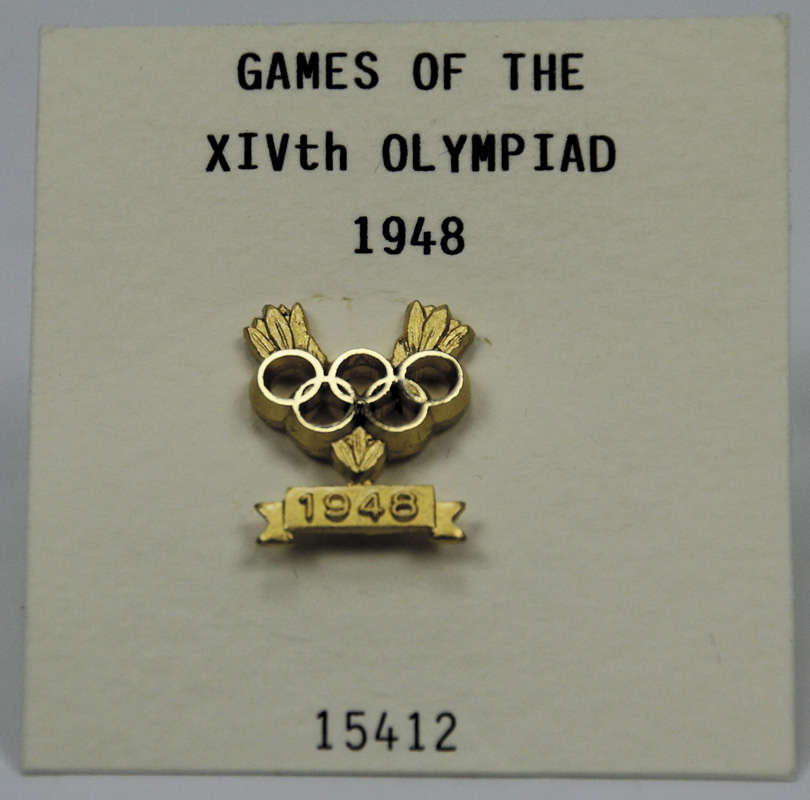 GAMES OF THE
XIVth OLYMPIAD
1948
1948
15412